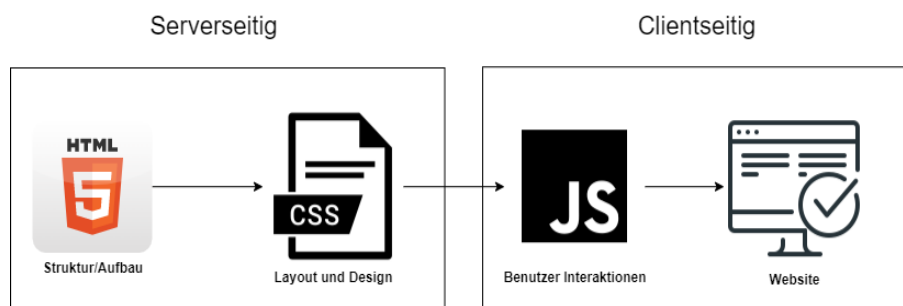 Serverseitig
Clientseitig
HTML
5
CSS
JS
Struktur/Aufbau
Layout und Design
Benutzer Interaktionen
Website